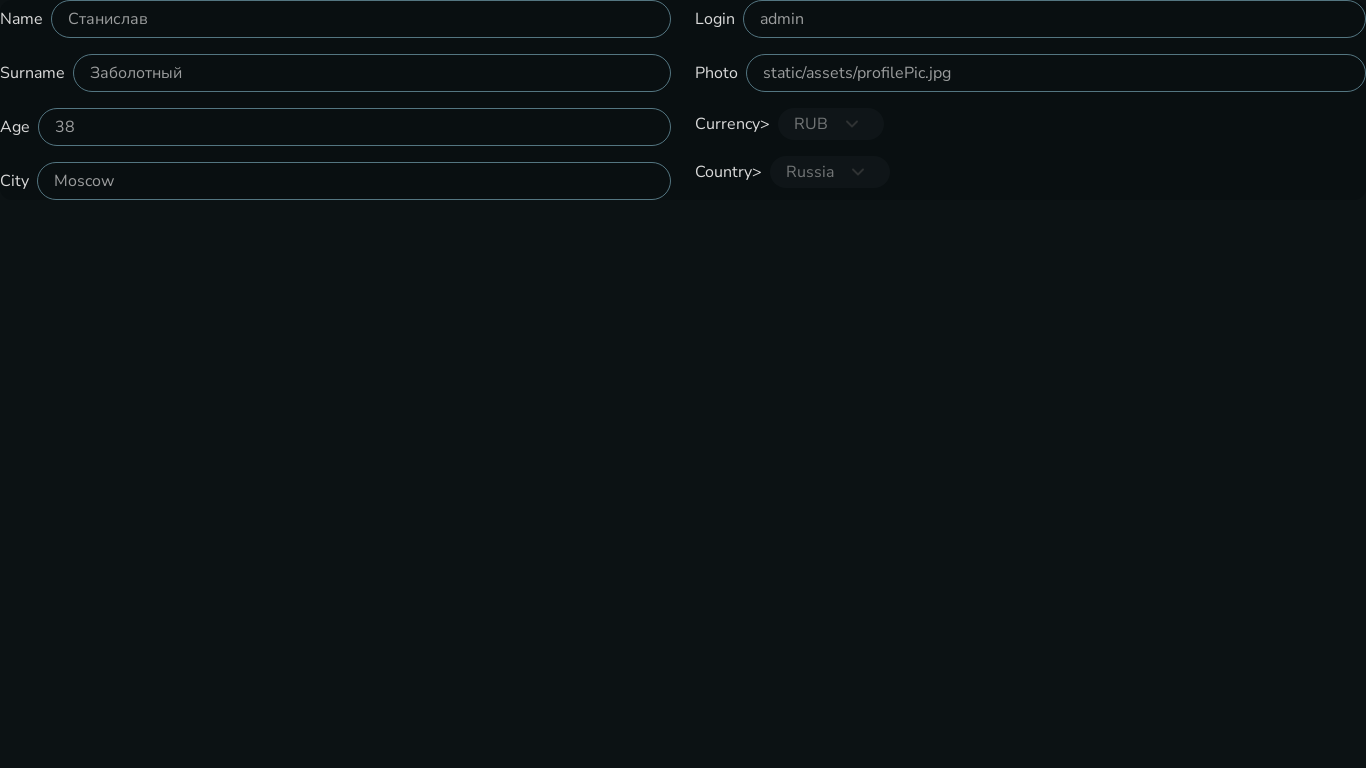 Name Станислав
Surname Заболотный
Age 38
City Moscow
Login admin
Photo static/assets/profilePic.jpg
Currency> RUB
Country> Russia